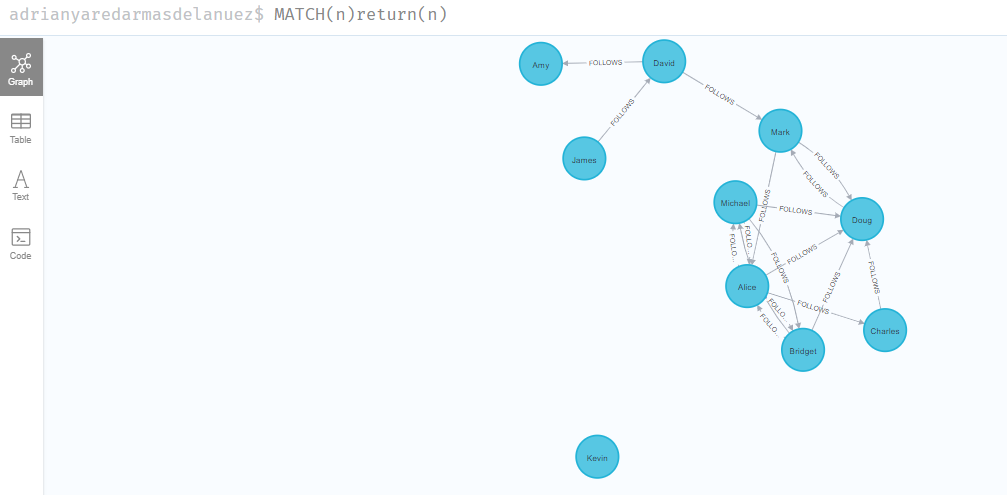 adrianyaredarmasdelanuez$ MATCH(n)return(n)
Graph
Table
Text
Code
Amy
FOLLOWS
David
FOLLOWS
FOLLOWS
Mark
James
FOLLOWS
FOLLOWS
Michael
FOLLOWS
FOLLOWS
Doug
FOLLO...
FOLLO...
FOLLOWS
FOLLOWS
Alice
FOLLOWS
FOLLOWS
FOLLOWS
FOLLO...
FOLLO...
Charles
Bridget
Kevin